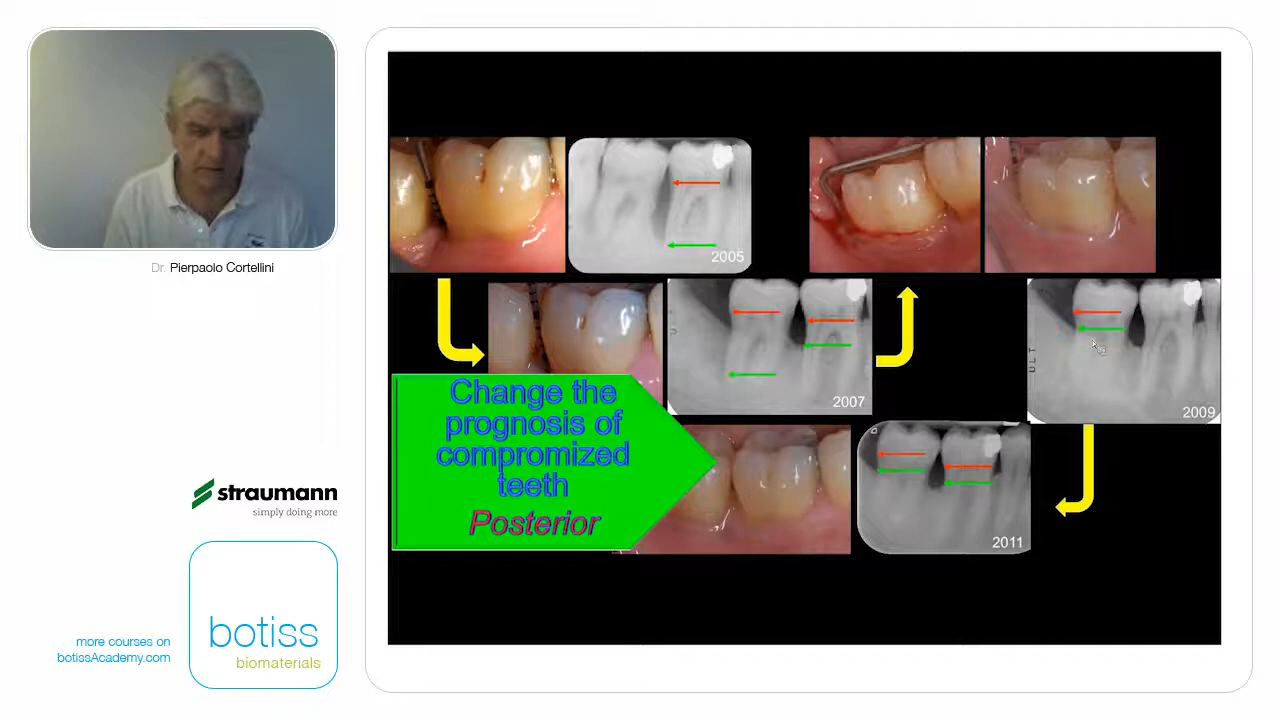 Dr. Pierpaolo Cortellini
straumann
simply doing more
more courses on
botissAcademy.com
botiss
biomaterials
2005
2007
2009
ULT
Change the
prognosis of
compromized
teeth
Posterior
2011